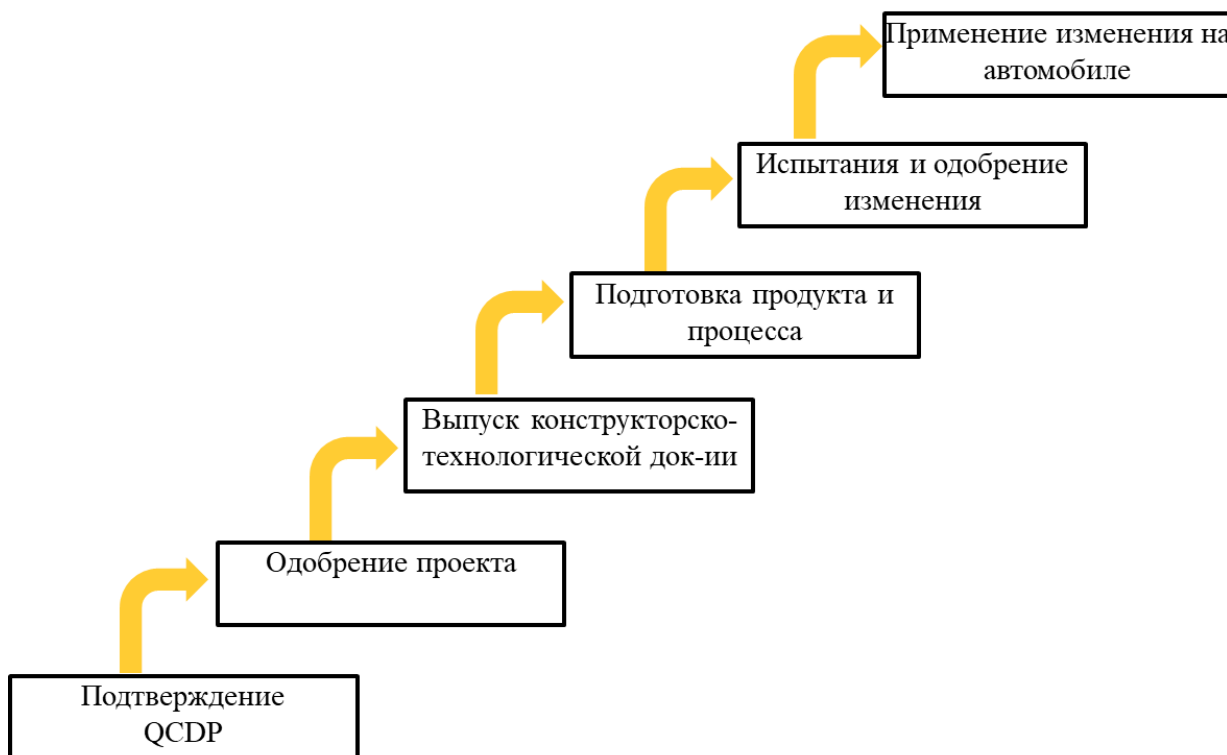 Применение изменения на
автомобиле
Испытания и одобрение
изменения
Подготовка продукта и
процесса
Выпуск конструкторско-
технологической док-ии
Одобрение проекта
Подтверждение
QCDP